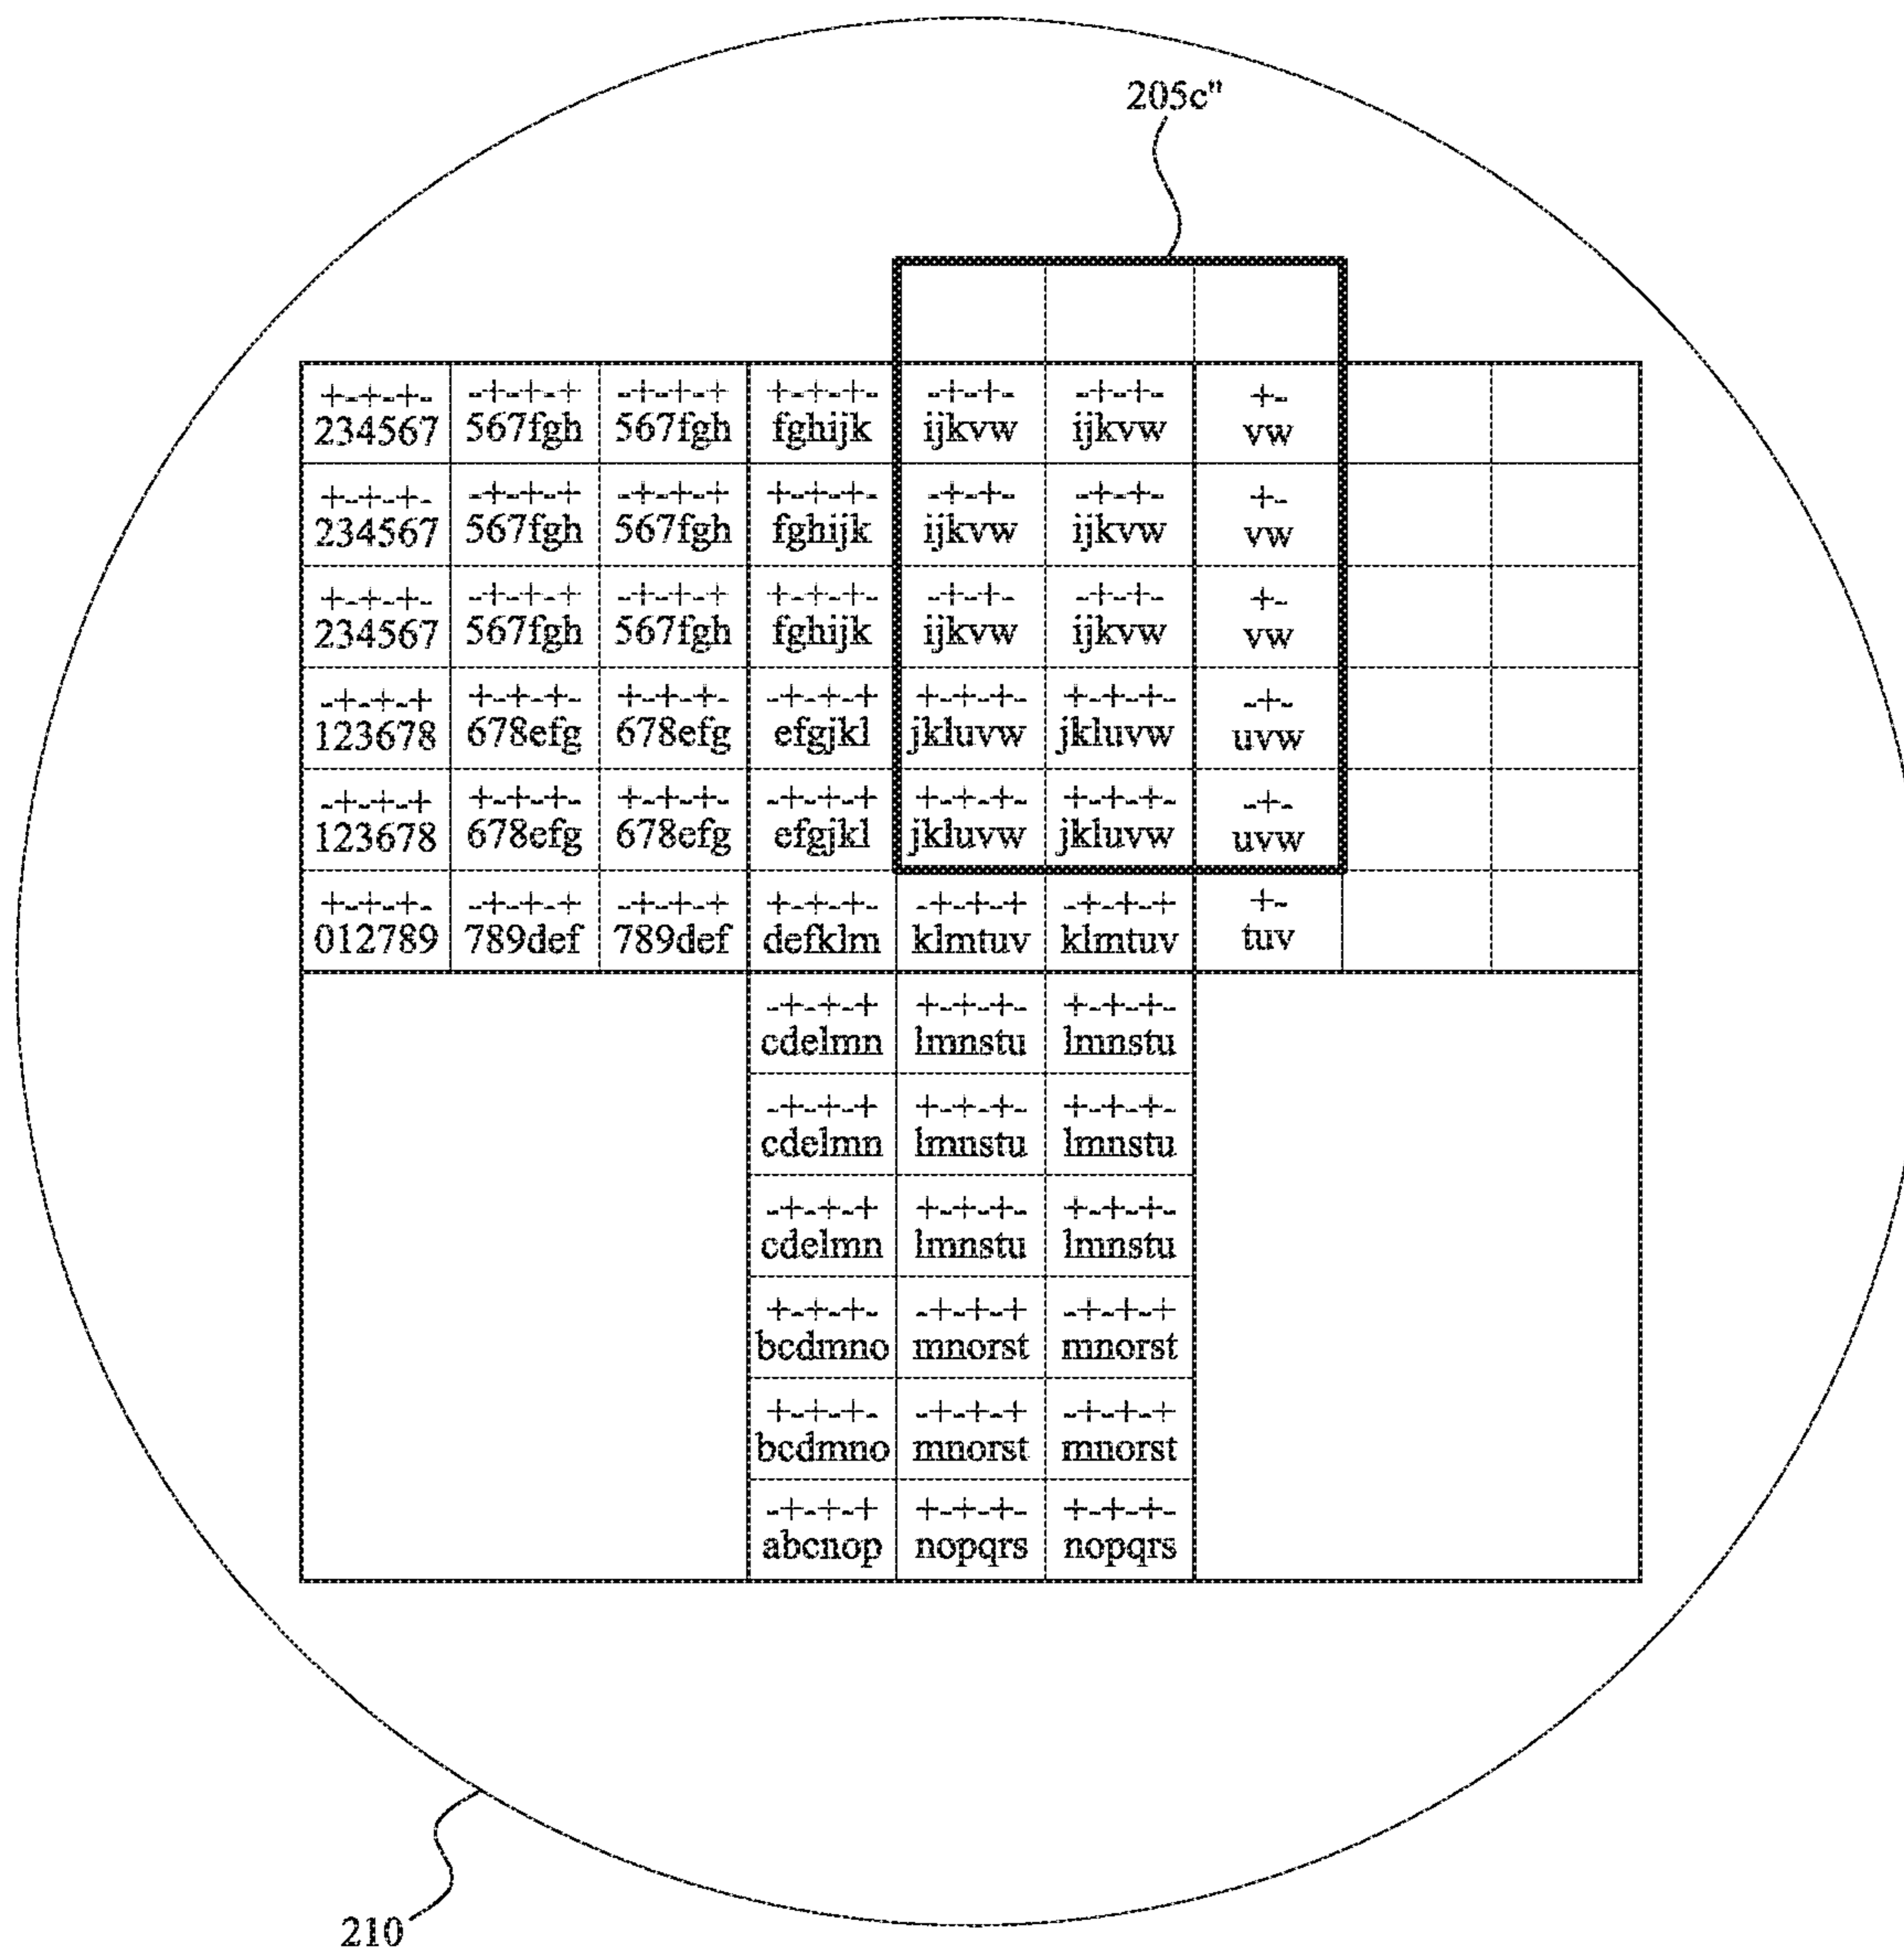 205c"
+-+-+- -+-+-+ -+-+-+ +-+-+- -+-+- -+-+- +-
234567 567fgh 567fgh fghijk ijkvw ijkvw vw
+-+-+- -+-+-+ -+-+-+ +-+-+- -+-+- -+-+- +-
234567 567fgh 567fgh fghijk ijkvw ijkvw vw
+-+-+- -+-+-+ -+-+-+ +-+-+- -+-+- -+-+- +-
234567 567fgh 567fgh fghijk ijkvw ijkvw vw
-+-+-+ +-+-+- +-+-+- -+-+-+ +-+-+- +-+-+- -+-
123678 678efg 678efg efgjkl jkluvw jkluvw uvw
-+-+-+ +-+-+- +-+-+- -+-+-+ +-+-+- +-+-+- -+-
123678 678efg 678efg efgjkl jkluvw jkluvw uvw
+-+-+- -+-+-+ -+-+-+ +-+-+- -+-+-+ -+-+-+ +-
012789 789def 789def defklm klmtuv klmtuv tuv
-+-+-+ +-+-+- +-+-+-
cdelmn lmnstu lmnstu
-+-+-+ +-+-+- +-+-+-
cdelmn lmnstu lmnstu
-+-+-+ +-+-+- +-+-+-
cdelmn lmnstu lmnstu
+-+-+- -+-+-+ -+-+-+
bcdmno mnorst mnorst
+-+-+- -+-+-+ -+-+-+
bcdmno mnorst mnorst
-+-+-+ +-+-+- +-+-+-
abcnop nopqrs nopqrs
210